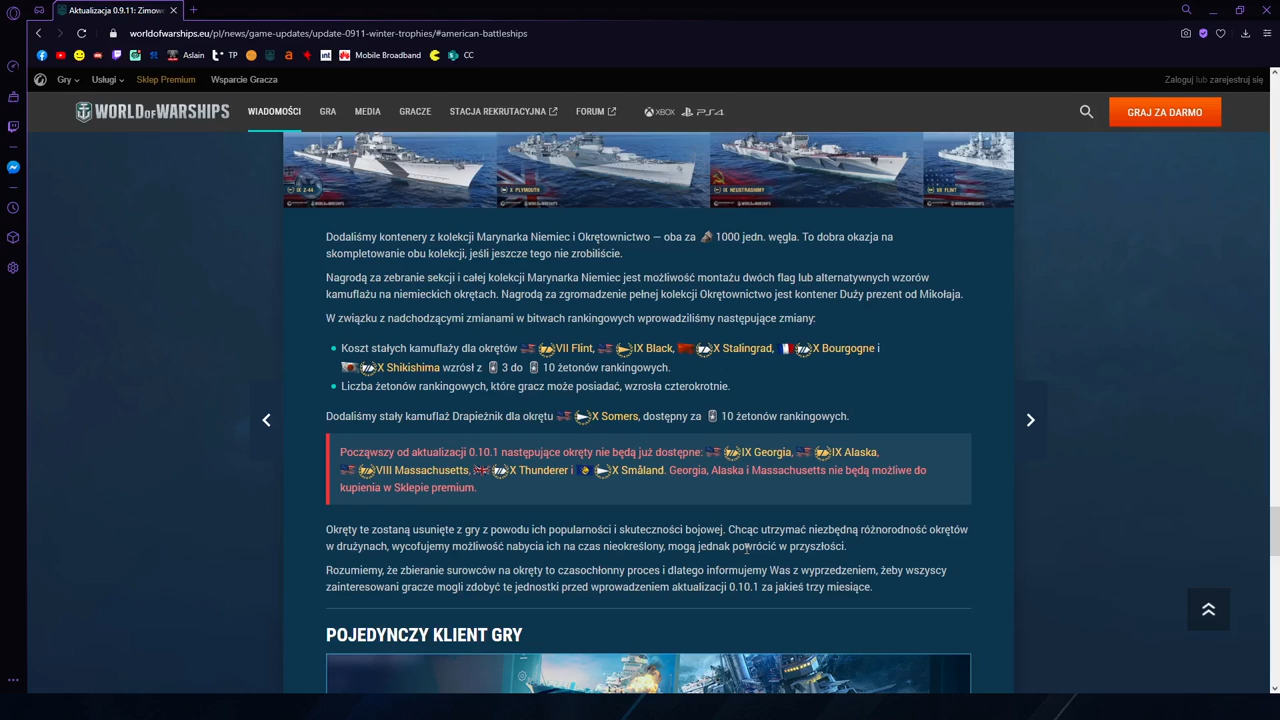 Aktualizacja 0.9.11: Zimowe
worldofwarships.eu/pl/news/game-updates/update-0911-winter-trophies/#american-battleships
Aslain
TP
Mobile Broadband
CC
Gry
Usługi
Sklep Premium
Wsparcie Gracza
Zaloguj lub zarejestruj się
WORLD OF WARSHIPS
WIADOMOŚCI
GRA
MEDIA
GRACZE
STACJA REKRUTACYJNA
FORUM
XBOX
PS4
GRAJ ZA DARMO
IX Z-44
X PLYMOUTH
IX NEUSTRASHIMY
VII FLINT
Dodaliśmy kontenery z kolekcji Marynarka Niemiec i Okrętownictwo — oba za 1000 jedn. węgla. To dobra okazja na
skompletowanie obu kolekcji, jeśli jeszcze tego nie zrobiliście.
Nagrodą za zebranie sekcji i całej kolekcji Marynarka Niemiec jest możliwość montażu dwóch flag lub alternatywnych wzorów
kamuflażu na niemieckich okrętach. Nagrodą za zgromadzenie pełnej kolekcji Okrętownictwo jest kontener Duży prezent od Mikołaja.
W związku z nadchodzącymi zmianami w bitwach rankingowych wprowadziliśmy następujące zmiany:
Koszt stałych kamuflaży dla okrętów VII Flint, IX Black, X Stalingrad, X Bourgogne i
X Shikishima wzrósł z 3 do 10 żetonów rankingowych.
Liczba żetonów rankingowych, które gracz może posiadać, wzrosła czterokrotnie.
Dodaliśmy stały kamuflaż Drapieżnik dla okrętu X Somers, dostępny za 10 żetonów rankingowych.
Począwszy od aktualizacji 0.10.1 następujące okręty nie będą już dostępne: IX Georgia, IX Alaska,
VIII Massachusetts, X Thunderer i X Småland. Georgia, Alaska i Massachusetts nie będą możliwe do
kupienia w Sklepie premium.
Okręty te zostaną usunięte z gry z powodu ich popularności i skuteczności bojowej. Chcąc utrzymać niezbędną różnorodność okrętów
w drużynach, wycofujemy możliwość nabycia ich na czas nieokreślony, mogą jednak powrócić w przyszłości.
Rozumiemy, że zbieranie surowców na okręty to czasochłonny proces i dlatego informujemy Was z wyprzedzeniem, żeby wszyscy
zainteresowani gracze mogli zdobyć te jednostki przed wprowadzeniem aktualizacji 0.10.1 za jakieś trzy miesiące.
POJEDYNCZY KLIENT GRY